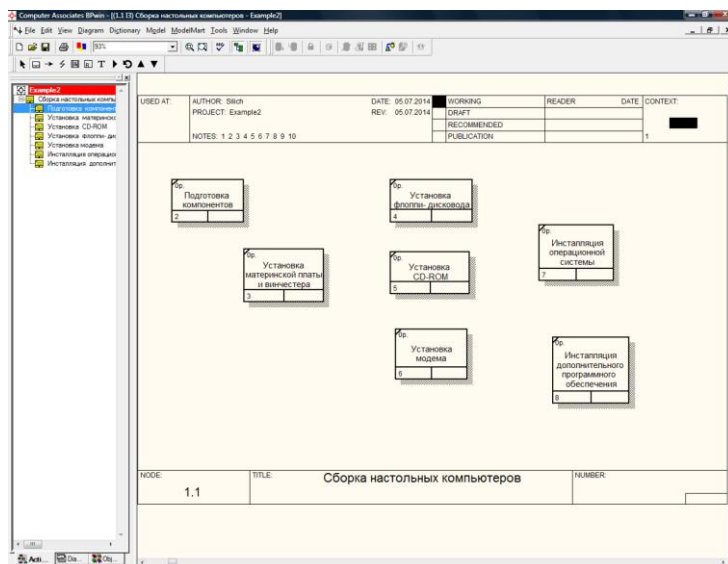 Computer Associates BPwin - [(1.1 I3) Сборка настольных компьютеров - Example2]
File Edit View Diagram Dictionary Model ModelMart Tools Window Help
93%
Example2
Сборка настольных компь
Подготовка компонент
Установка материнско
Установка CD-ROM
Установка флоппи- дис
Установка модема
Инсталляция операцион
Инсталляция дополнит
Acti... Dia... Obj...
USED AT: AUTHOR: Silich DATE: 05.07.2014 WORKING READER DATE CONTEXT:
PROJECT: Example2 REV: 05.07.2014 DRAFT
RECOMMENDED
NOTES: 1 2 3 4 5 6 7 8 9 10 PUBLICATION 1
0р.
Подготовка
компонентов
2
0р.
Установка
материнской платы
и винчестера
3
0р.
Установка
флоппи- дисковода
4
0р.
Установка
CD-ROM
5
0р.
Установка
модема
6
0р.
Инсталляция
операционной
системы
7
0р.
Инсталляция
дополнительного
программного
обеспечения
8
NODE: TITLE: NUMBER:
1.1 Сборка настольных компьютеров